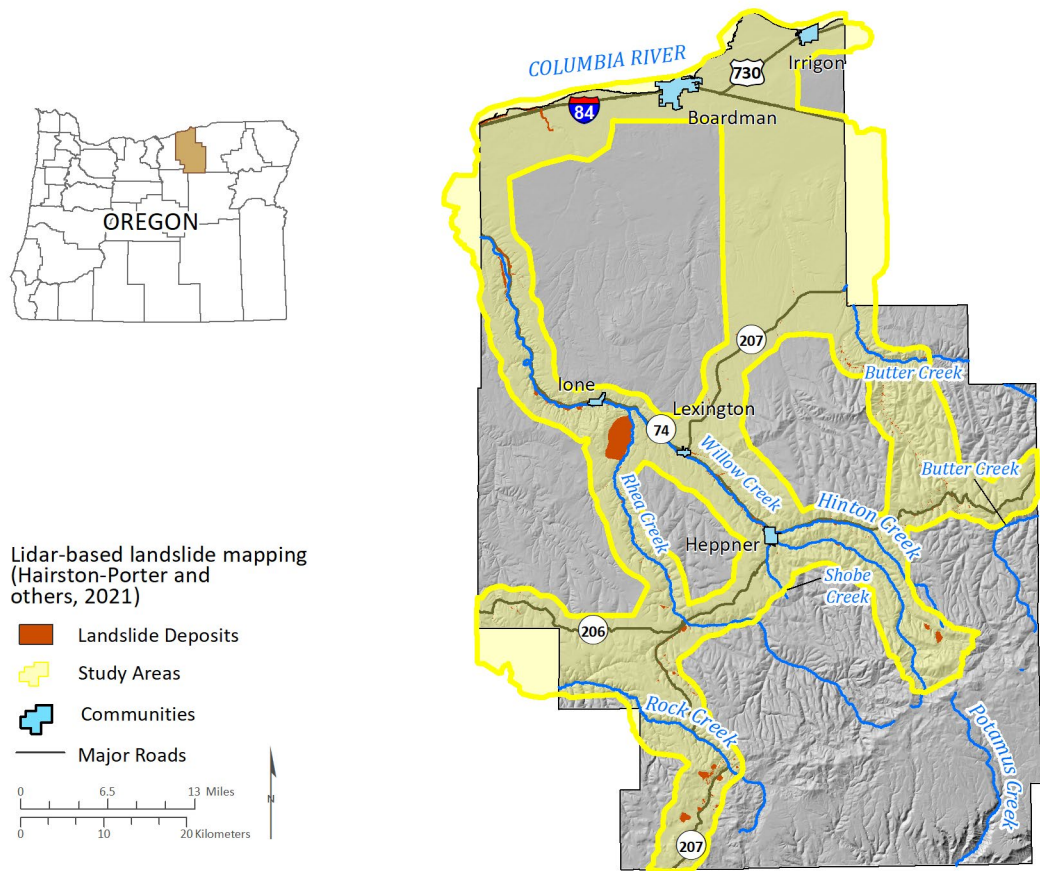 COLUMBIA RIVER
Irrigon
730
84
Boardman
OREGON
207
Butter Creek
Ione
Lexington
74
Willow Creek
Butter Creek
Rhea Creek
Hinton Creek
Heppner
Shobe
Creek
206
Rock Creek
Potamus Creek
207
Lidar-based landslide mapping
(Hairston-Porter and
others, 2021)
Landslide Deposits
Study Areas
Communities
Major Roads
0 6.5 13 Miles
0 10 20 Kilometers
N